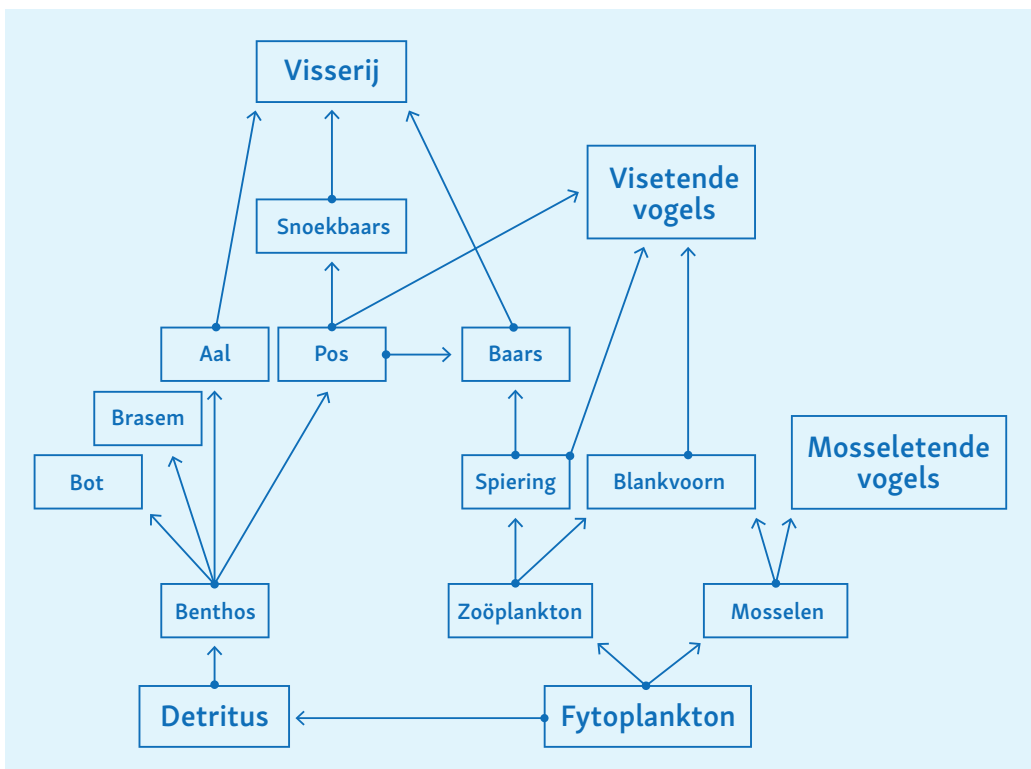 Visserij
Visetende
vogels
Snoekbaars
Aal
Pos
Baars
Brasem
Mosseletende
vogels
Bot
Spiering
Blankvoorn
Benthos
Zoöplankton
Mosselen
Detritus
Fytoplankton